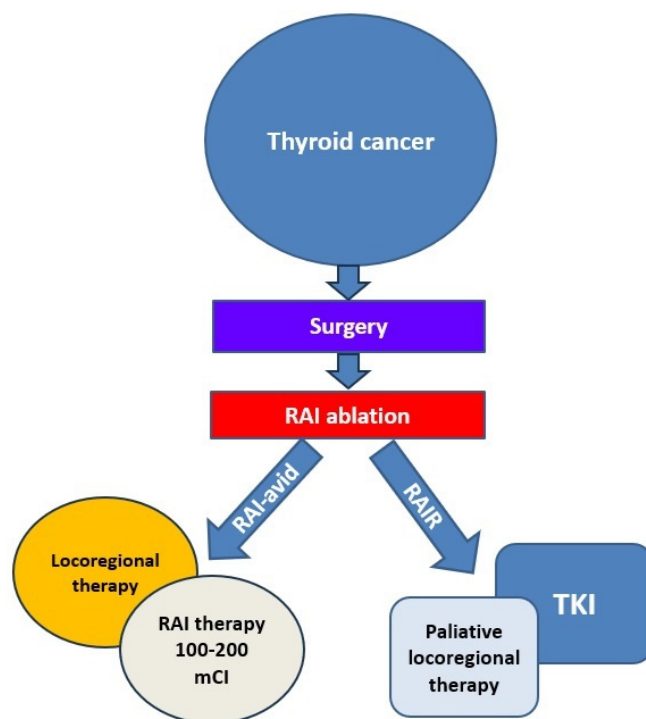 Thyroid cancer
Surgery
RAI ablation
RAI-avid
RAIR
Locoregional
therapy
RAI therapy
100-200
mCI
TKI
Paliative
locoregional
therapy